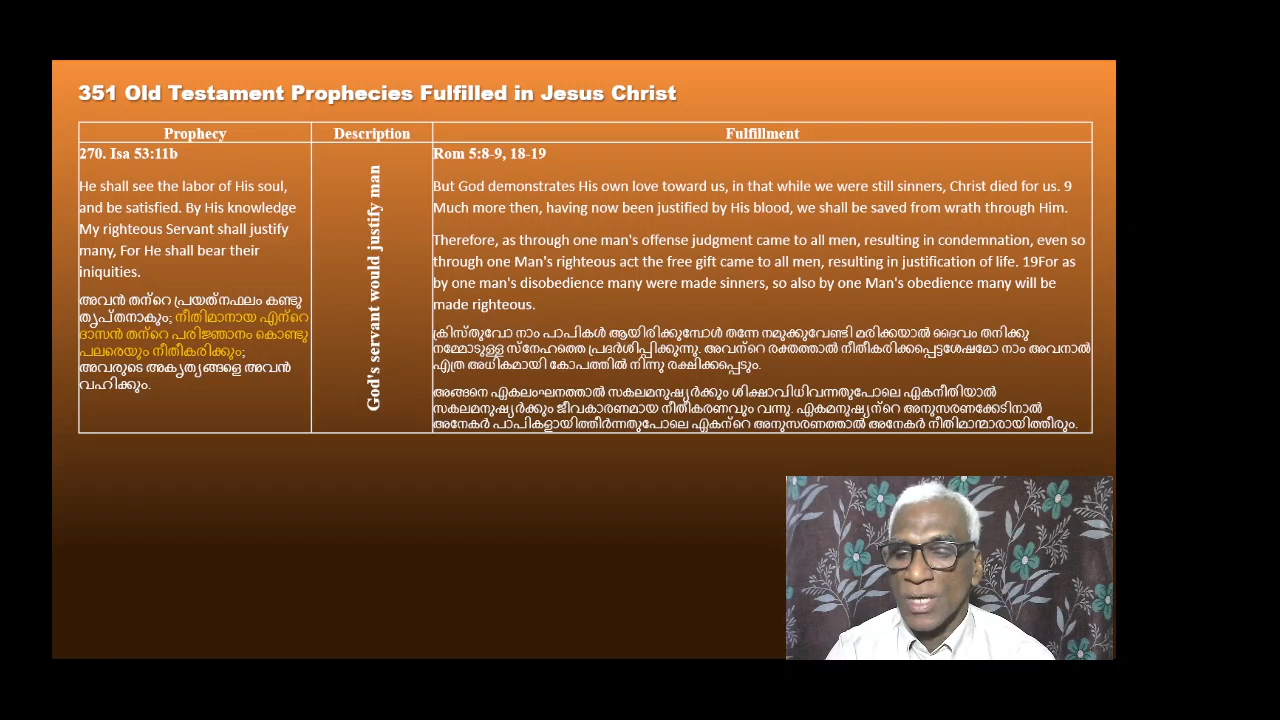 351 Old Testament Prophecies Fulfilled in Jesus Christ
Prophecy
Description
Fulfillment
270. Isa 53:11b
He shall see the labor of His soul,
and be satisfied. By His knowledge
My righteous Servant shall justify
many, For He shall bear their
iniquities.
അവൻ തന്റെ പ്രയത്നഫലം കണ്ടു
തൃപ്തനാകും; നീതിമാനായ എന്റെ
ദാസൻ തന്റെ പരിജ്ഞാനം കൊണ്ടു
പലരെയും നീതീകരിക്കും;
അവരുടെ അകൃത്യങ്ങളെ അവൻ
വഹിക്കും.
God's servant would justify man
Rom 5:8-9, 18-19
But God demonstrates His own love toward us, in that while we were still sinners, Christ died for us. 9
Much more then, having now been justified by His blood, we shall be saved from wrath through Him.
Therefore, as through one man's offense judgment came to all men, resulting in condemnation, even so
through one Man's righteous act the free gift came to all men, resulting in justification of life. 19For as
by one man's disobedience many were made sinners, so also by one Man's obedience many will be
made righteous.
ക്രിസ്തുവോ നാം പാപികൾ ആയിരിക്കുമ്പോൾ തന്നേ നമുക്കുവേണ്ടി മരിക്കയാൽ ദൈവം തനിക്കു
നമ്മോടുള്ള സ്നേഹത്തെ പ്രദർശിപ്പിക്കുന്നു. അവന്റെ രക്തത്താൽ നീതീകരിക്കപ്പെട്ടശേഷമോ നാം അവനാൽ
എത്ര അധികമായി കോപത്തിൽ നിന്നു രക്ഷിക്കപ്പെടും.
അങ്ങനെ ഏകലംഘനത്താൽ സകലമനുഷ്യർക്കും ശിക്ഷാവിധിവന്നതുപോലെ ഏകനീതിയാൽ
സകലമനുഷ്യർക്കും ജീവകാരണമായ നീതീകരണവും വന്നു. ഏകമനുഷ്യന്റെ അനുസരണക്കേടിനാൽ
അനേകർ പാപികളായിത്തീർന്നതുപോലെ ഏകന്റെ അനുസരണത്താൽ അനേകർ നീതിമാന്മാരായിത്തീരും.